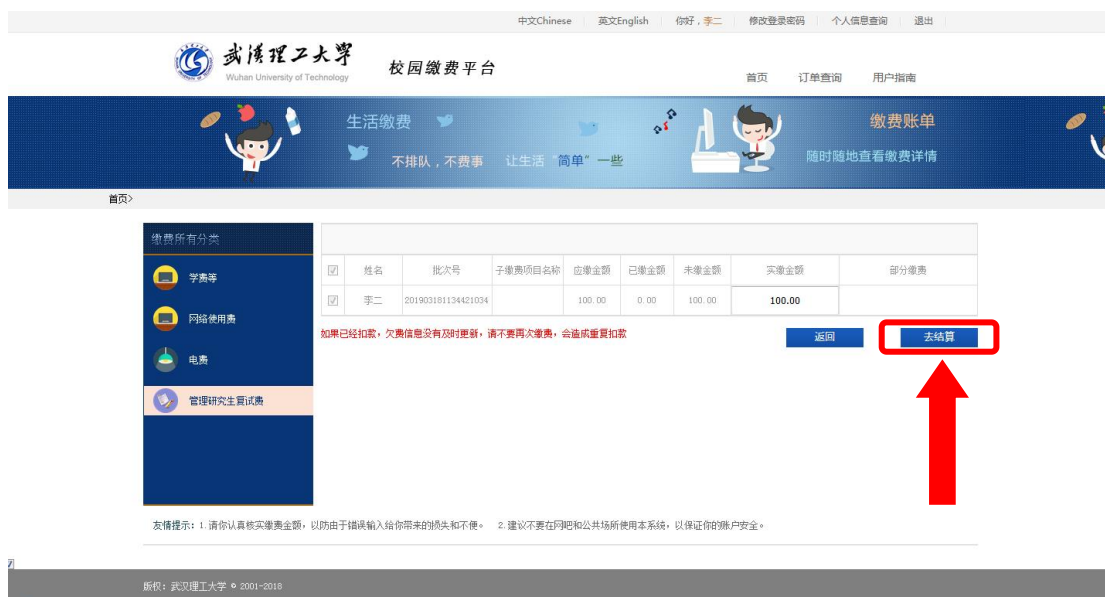 中文Chinese 英文English 你好，李二 修改登录密码 个人信息查询 退出
武汉理工大学
Wuhan University of Technology
校园缴费平台
首页 订单查询 用户指南
生活缴费
不排队，不费事 让生活“简单”一些
缴费账单
随时随地查看缴费详情
首页>
缴费所有分类
学费等
网络使用费
电费
管理研究生复试费
姓名 批次号 子缴费项目名称 应缴金额 已缴金额 未缴金额 实缴金额 部分缴费
李二 201903181134421034 100.00 0.00 100.00 100.00
如果已经扣款，欠费信息没有及时更新，请不要再次缴费，会造成重复扣款
返回 去结算
友情提示：1.请你认真核实缴费金额，以防由于错误输入给你带来的损失和不便。 2.建议不要在网吧和公共场所使用本系统，以保证你的账户安全。
版权：武汉理工大学 © 2001-2018